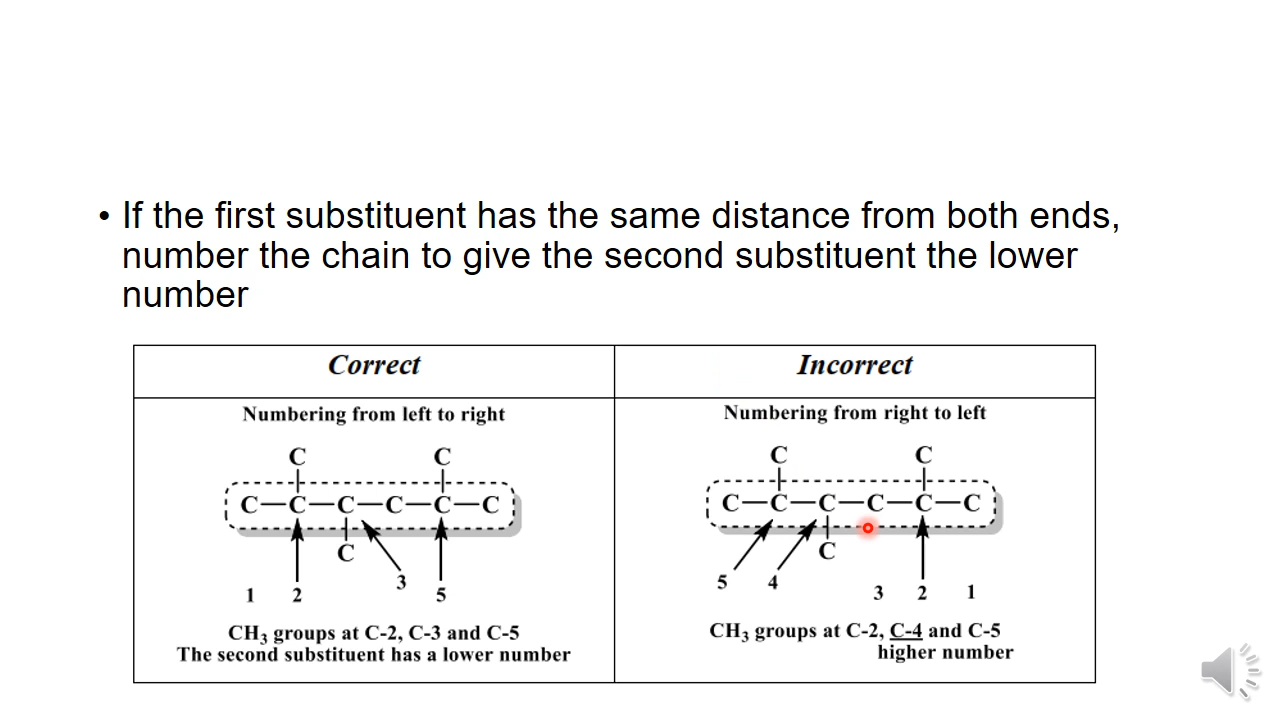 • If the first substituent has the same distance from both ends,
number the chain to give the second substituent the lower
number
Correct
Incorrect
Numbering from left to right
C C
C—C—C—C—C—C
C
1 2 3 5
CH₃ groups at C-2, C-3 and C-5
The second substituent has a lower number
Numbering from right to left
C C
C—C—C—C—C—C
C
5 4 3 2 1
CH₃ groups at C-2, C-4 and C-5
higher number